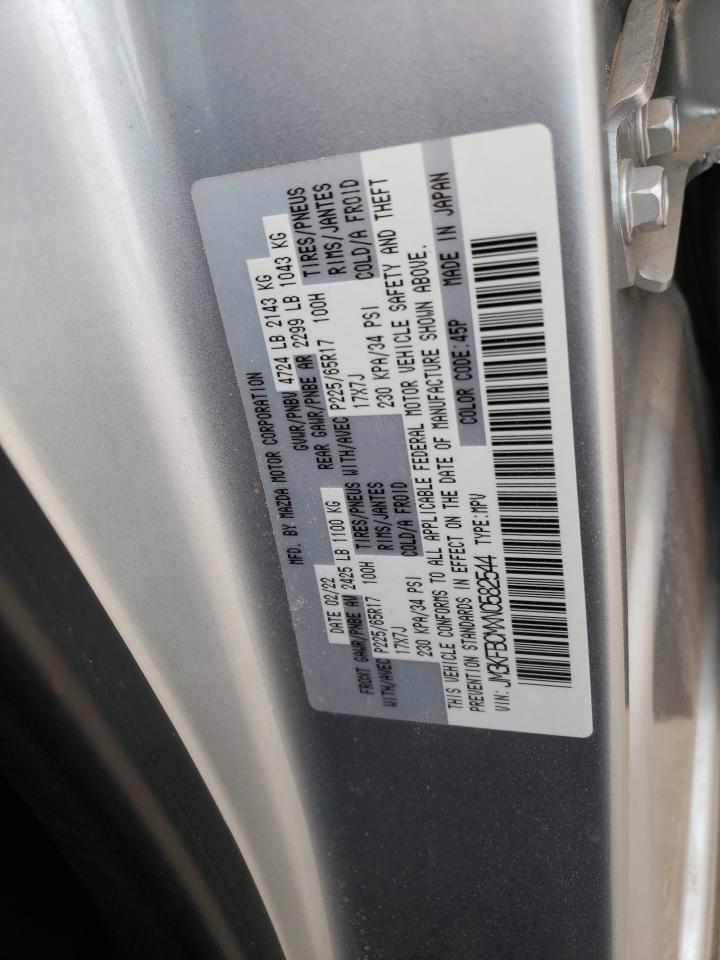 MFD. BY MAZDA MOTOR CORPORATION
DATE 02/22 GVWR/PNBV 4724 LB 2143 KG
FRONT GAWR/PNBE AV 2425 LB 1100 KG REAR GAWR/PNBE AR 2299 LB 1043 KG
WITH/AVEC P225/65R17 100H TIRES/PNEUS WITH/AVEC P225/65R17 100H TIRES/PNEUS
17X7J RIMS/JANTES 17X7J RIMS/JANTES
230 KPA/34 PSI COLD/A FROID 230 KPA/34 PSI COLD/A FROID
THIS VEHICLE CONFORMS TO ALL APPLICABLE FEDERAL MOTOR VEHICLE SAFETY AND THEFT
PREVENTION STANDARDS IN EFFECT ON THE DATE OF MANUFACTURE SHOWN ABOVE.
VIN: JM3KFBCMXN0582544 TYPE:MPV COLOR CODE:45P MADE IN JAPAN